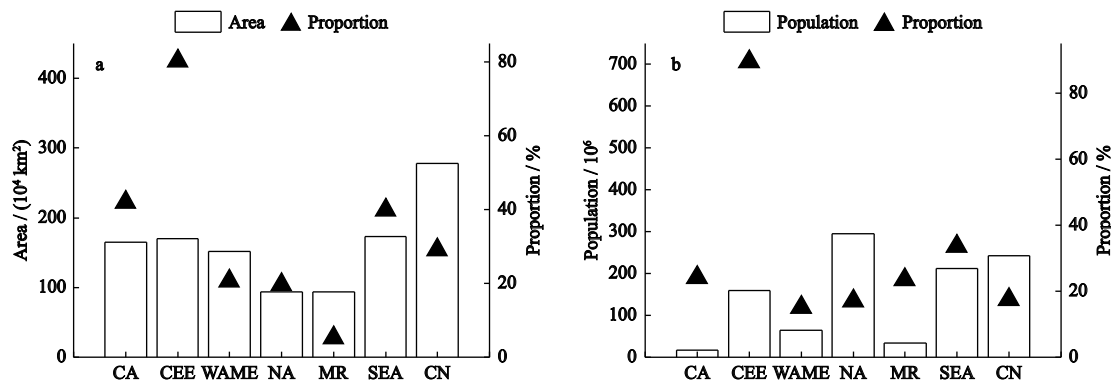 Area Proportion
a
400
300
200
100
0
80
60
40
20
0
Area / (10⁴ km²)
Proportion / %
CA CEE WAME NA MR SEA CN
Population Proportion
b
700
600
500
400
300
200
100
0
80
60
40
20
0
Population / 10⁶
Proportion / %
CA CEE WAME NA MR SEA CN